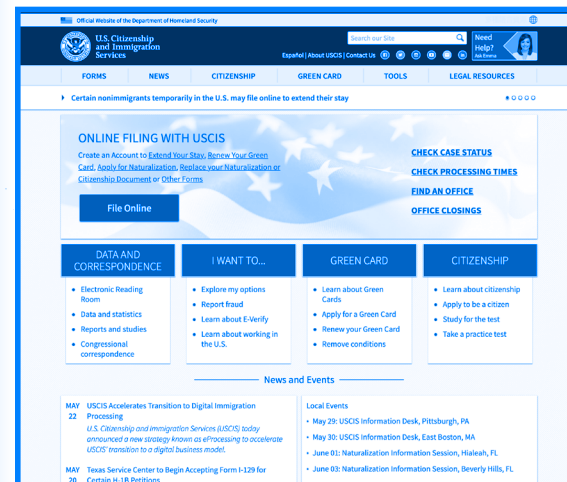 Official Website of the Department of Homeland Security
U.S. Citizenship
and Immigration
Services
Search our Site
Español | About USCIS | Contact Us
Need
Help?
Ask Emma
FORMS NEWS CITIZENSHIP GREEN CARD TOOLS LEGAL RESOURCES
Certain nonimmigrants temporarily in the U.S. may file online to extend their stay
ONLINE FILING WITH USCIS
Create an Account to Extend Your Stay, Renew Your Green
Card, Apply for Naturalization, Replace your Naturalization or
Citizenship Document or Other Forms
File Online
CHECK CASE STATUS
CHECK PROCESSING TIMES
FIND AN OFFICE
OFFICE CLOSINGS
DATA AND
CORRESPONDENCE
Electronic Reading
Room
Data and statistics
Reports and studies
Congressional
correspondence
I WANT TO...
Explore my options
Report fraud
Learn about E-Verify
Learn about working in
the U.S.
GREEN CARD
Learn about Green
Cards
Apply for a Green Card
Renew your Green Card
Remove conditions
CITIZENSHIP
Learn about citizenship
Apply to be a citizen
Study for the test
Take a practice test
News and Events
MAY 22 USCIS Accelerates Transition to Digital Immigration
Processing
U.S. Citizenship and Immigration Services (USCIS) today
announced a new strategy known as eProcessing to accelerate
USCIS' transition to a digital business model.
MAY 20 Texas Service Center to Begin Accepting Form I-129 for
Certain H-1B Petitions
Local Events
May 29: USCIS Information Desk, Pittsburgh, PA
May 30: USCIS Information Desk, East Boston, MA
June 01: Naturalization Information Session, Hialeah, FL
June 03: Naturalization Information Session, Beverly Hills, FL